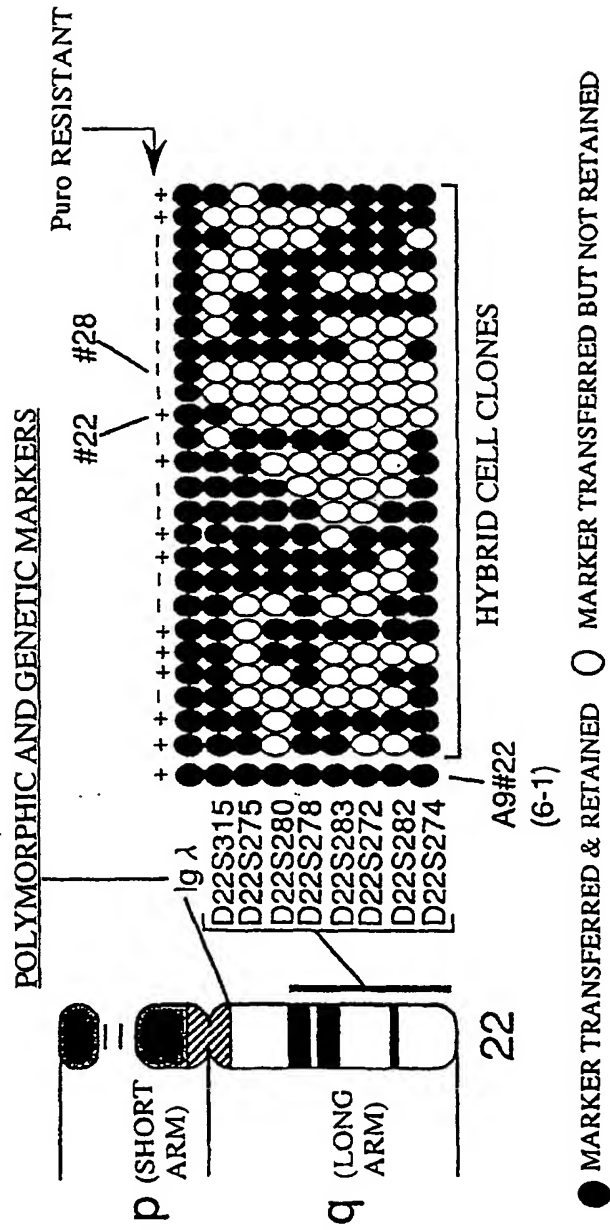 POLYMORPHIC AND GENETIC MARKERS
Puro RESISTANT
#22
#28
+ + + - + + + - - + + - - + - + - - - - - - - - + +
Ig λ
D22S315
D22S275
D22S280
D22S278
D22S283
D22S272
D22S282
D22S274
p (SHORT
ARM)
q (LONG
ARM)
22
A9#22
(6-1)
HYBRID CELL CLONES
MARKER TRANSFERRED & RETAINED
MARKER TRANSFERRED BUT NOT RETAINED